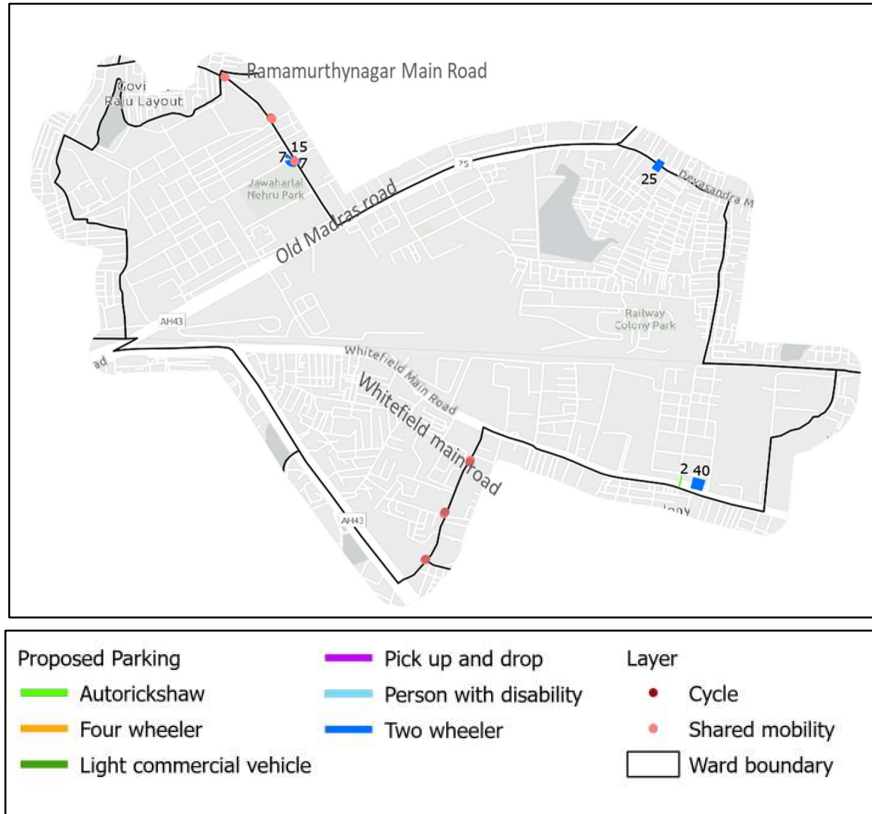 Ramamurthynagar Main Road
Govi
Raju Layout
15
7
7
Jawaharlal
Nehru Park
75
25
Devasandra M
Old Madras road
AH43
Railway
Colony Park
ad
Whitefield Main Road
Whitefield main road
2 40
AH43
Proposed Parking
Autorickshaw
Four wheeler
Light commercial vehicle
Pick up and drop
Person with disability
Two wheeler
Layer
Cycle
Shared mobility
Ward boundary